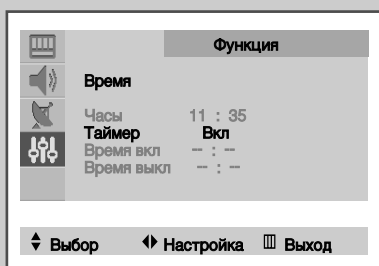 Функция
Время
Часы 11 : 35
Таймер Вкл
Время вкл -- : --
Время выкл -- : --
Выбор Настройка Выход